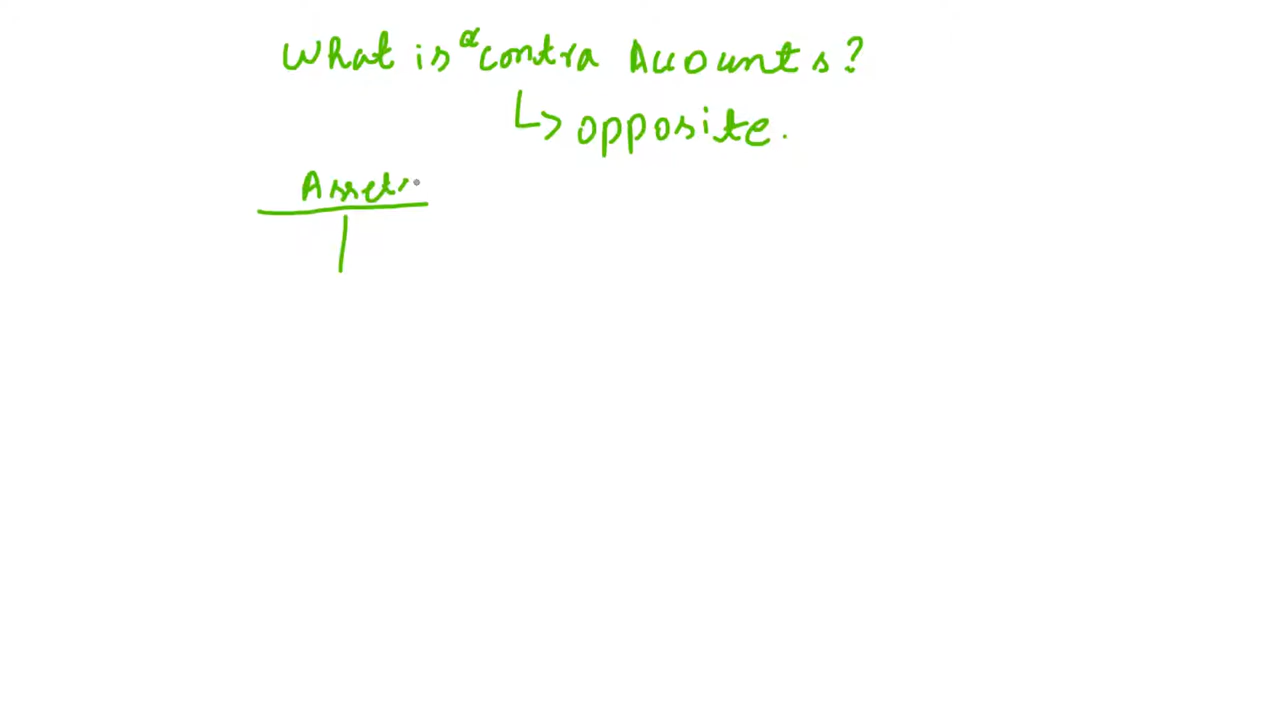 What is a contra Accounts?
↳ opposite.
Assets